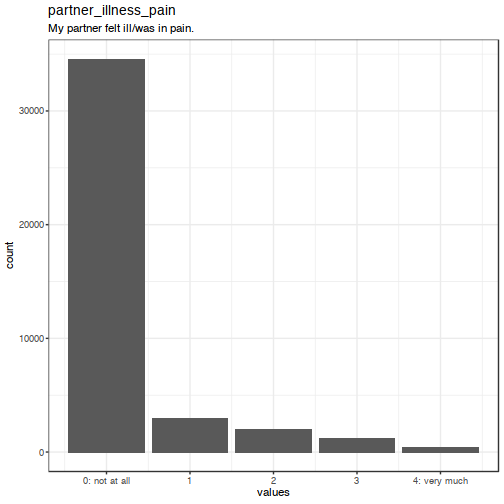 partner_illness_pain
My partner felt ill/was in pain.
count
30000
20000
10000
0
0: not at all 1 2 3 4: very much
values